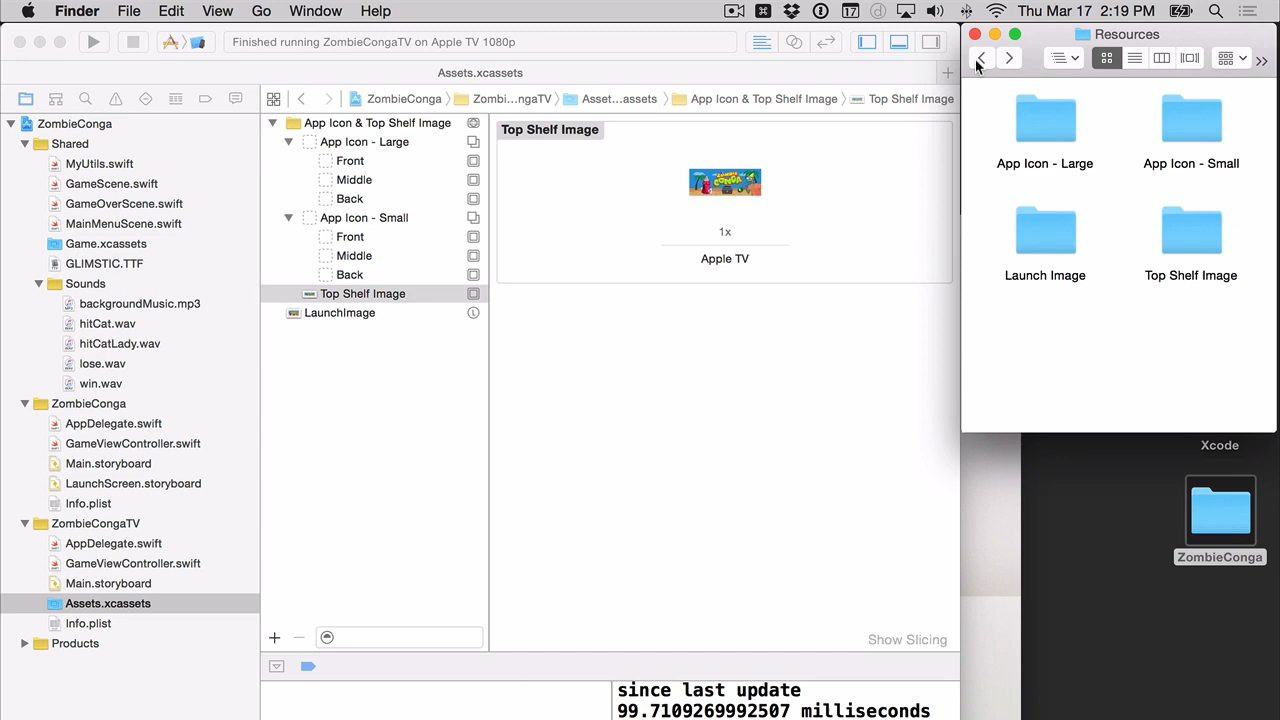 Finder File Edit View Go Window Help
17
Thu Mar 17 2:19 PM
Finished running ZombieCongaTV on Apple TV 1080p
Assets.xcassets
ZombieConga
Zombi...ngaTV
Asset...assets
App Icon & Top Shelf Image
Top Shelf Image
ZombieConga
Shared
MyUtils.swift
GameScene.swift
GameOverScene.swift
MainMenuScene.swift
Game.xcassets
GLIMSTIC.TTF
Sounds
backgroundMusic.mp3
hitCat.wav
hitCatLady.wav
lose.wav
win.wav
ZombieConga
AppDelegate.swift
GameViewController.swift
Main.storyboard
LaunchScreen.storyboard
Info.plist
ZombieCongaTV
AppDelegate.swift
GameViewController.swift
Main.storyboard
Assets.xcassets
Info.plist
Products
App Icon & Top Shelf Image
App Icon - Large
Front
Middle
Back
App Icon - Small
Front
Middle
Back
Top Shelf Image
LaunchImage
L
Top Shelf Image
ZOMBIE
CONGA
1x
Apple TV
Show Slicing
since last update
99.7109269992507 milliseconds
Resources
App Icon - Large
App Icon - Small
Launch Image
Top Shelf Image
Xcode
ZombieConga